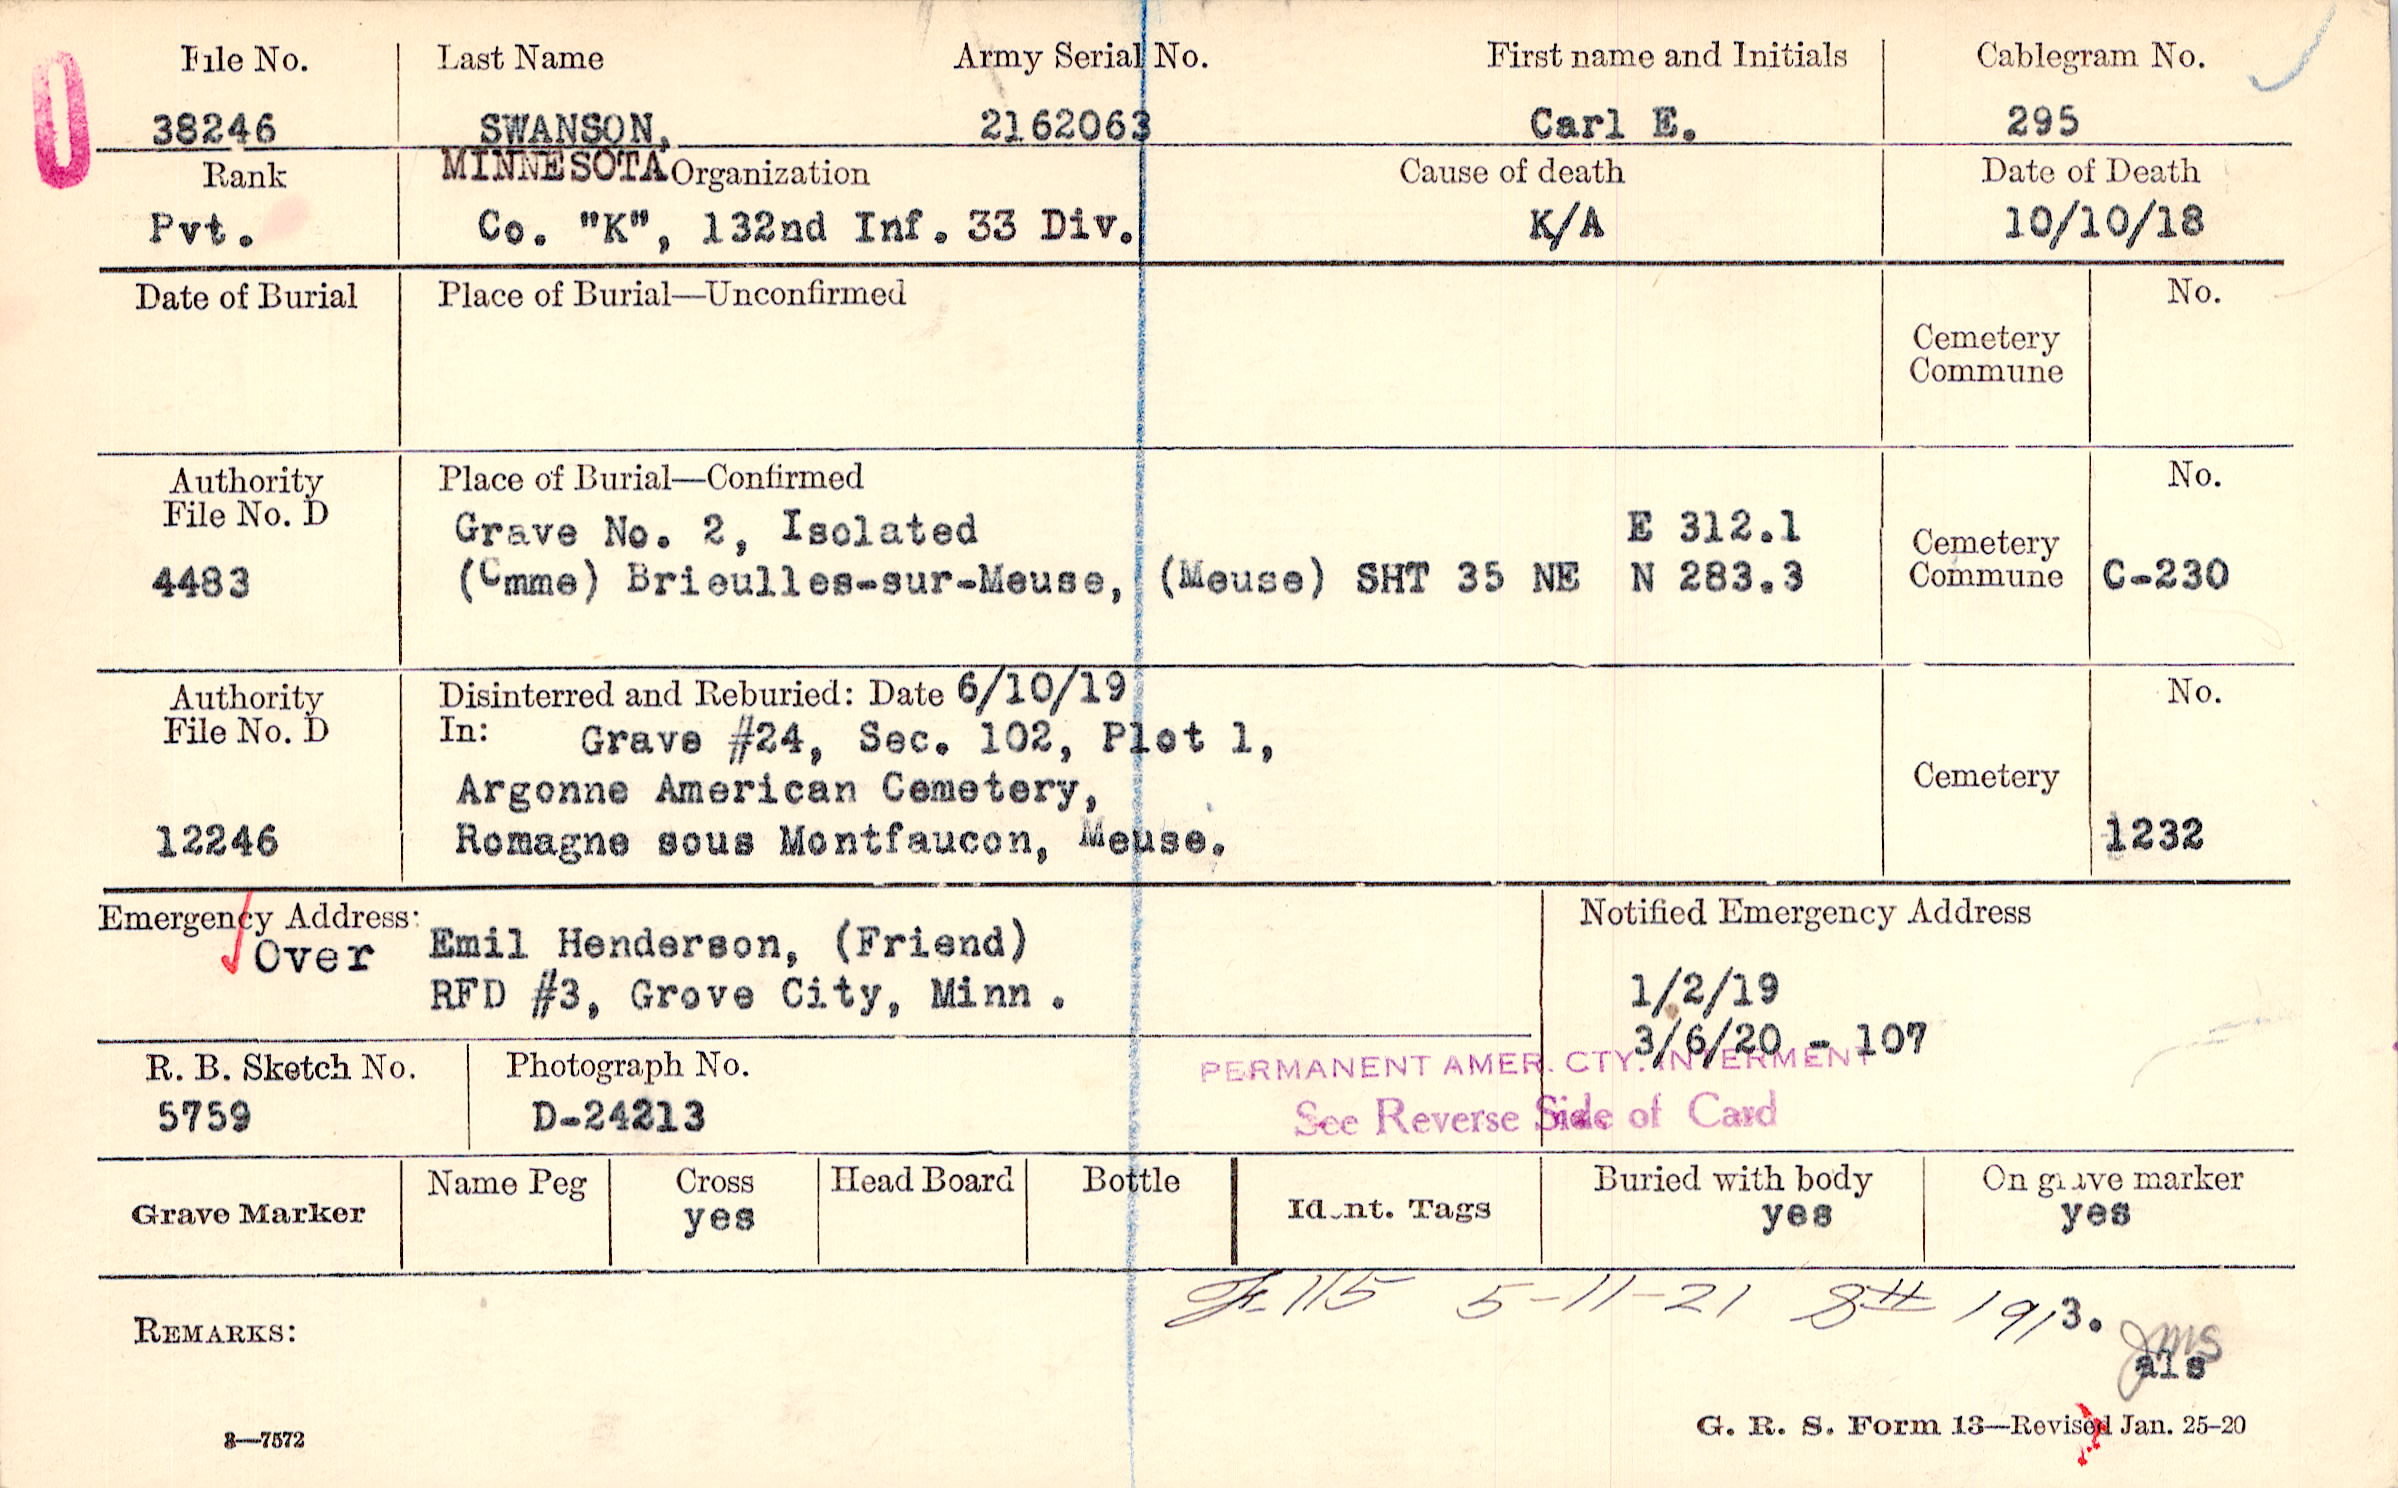 File No. Last Name Army Serial No. First name and Initials Cablegram No.
38246 SWANSON, 2162063 Carl E. 295
Rank MINNESOTA Organization Cause of death Date of Death
Pvt. Co. "K", 132nd Inf. 33 Div. K/A 10/10/18
Date of Burial Place of Burial—Unconfirmed No.
Cemetery
Commune
Authority Place of Burial—Confirmed No.
File No. D Grave No. 2, Isolated E 312.1 Cemetery
4483 (Cmme) Brieulles-sur-Meuse, (Meuse) SHT 35 NE N 283.3 Commune C-230
Authority Disinterred and Reburied: Date 6/10/19 No.
File No. D In: Grave #24, Sec. 102, Plot 1,
Argonne American Cemetery, Cemetery
12246 Romagne sous Montfaucon, Meuse. 1232
Emergency Address: Notified Emergency Address
Over Emil Henderson, (Friend)
RFD #3, Grove City, Minn. 1/2/19
3/6/20 - 107
R. B. Sketch No. Photograph No. PERMANENT AMER. CTY. INTERMENT
5759 D-24213 See Reverse Side of Card
Grave Marker Name Peg Cross Head Board Bottle Ident. Tags Buried with body On grave marker
yes yes yes
115 5-11-21 8th 1913.
REMARKS:
JMS
als
3—7572 G. R. S. Form 13—Revised Jan. 25-20